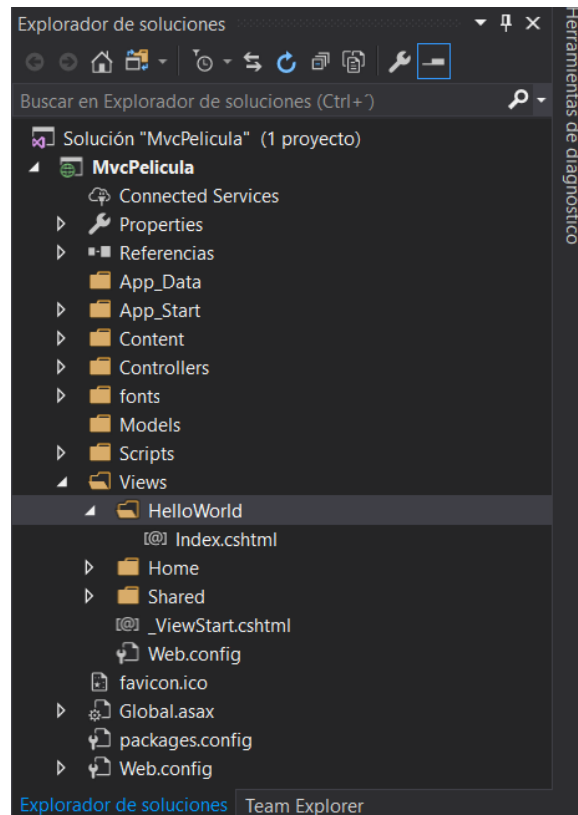 Explorador de soluciones
Buscar en Explorador de soluciones (Ctrl+´)
Solución "MvcPelicula" (1 proyecto)
MvcPelicula
Connected Services
Properties
Referencias
App_Data
App_Start
Content
Controllers
fonts
Models
Scripts
Views
HelloWorld
Index.cshtml
Home
Shared
_ViewStart.cshtml
Web.config
favicon.ico
Global.asax
packages.config
Web.config
Explorador de soluciones Team Explorer
Herramientas de diagnóstico